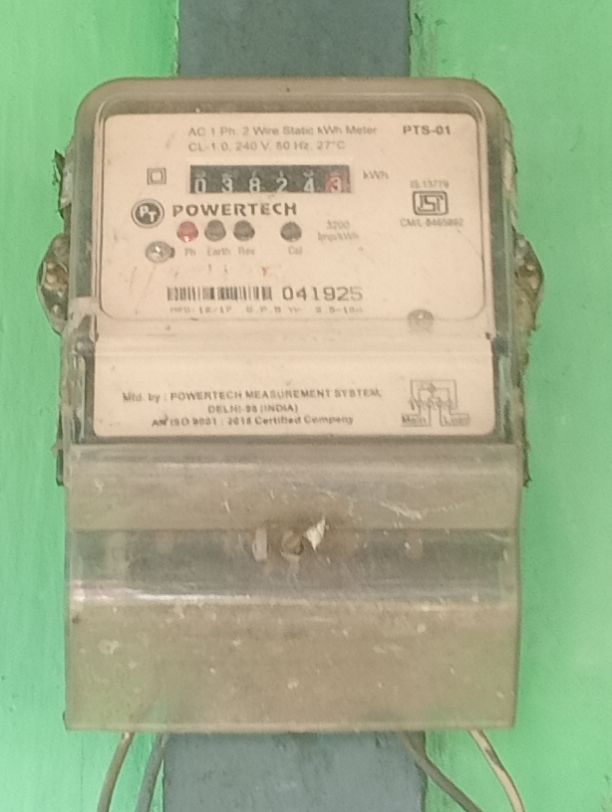 AC 1 Ph. 2 Wire Static kWh Meter PTS-01
CL-1.0, 240 V, 50 Hz, 27°C
038243 kWh
IS 13779
PT POWERTECH
ISI
3200
Imp/kWh
Ph Earth Rev Cal
041925
Mfd. by : POWERTECH MEASUREMENT SYSTEM,
DELHI-95 (INDIA)
AN ISO 9001 : 2015 Certified Company
Main Load